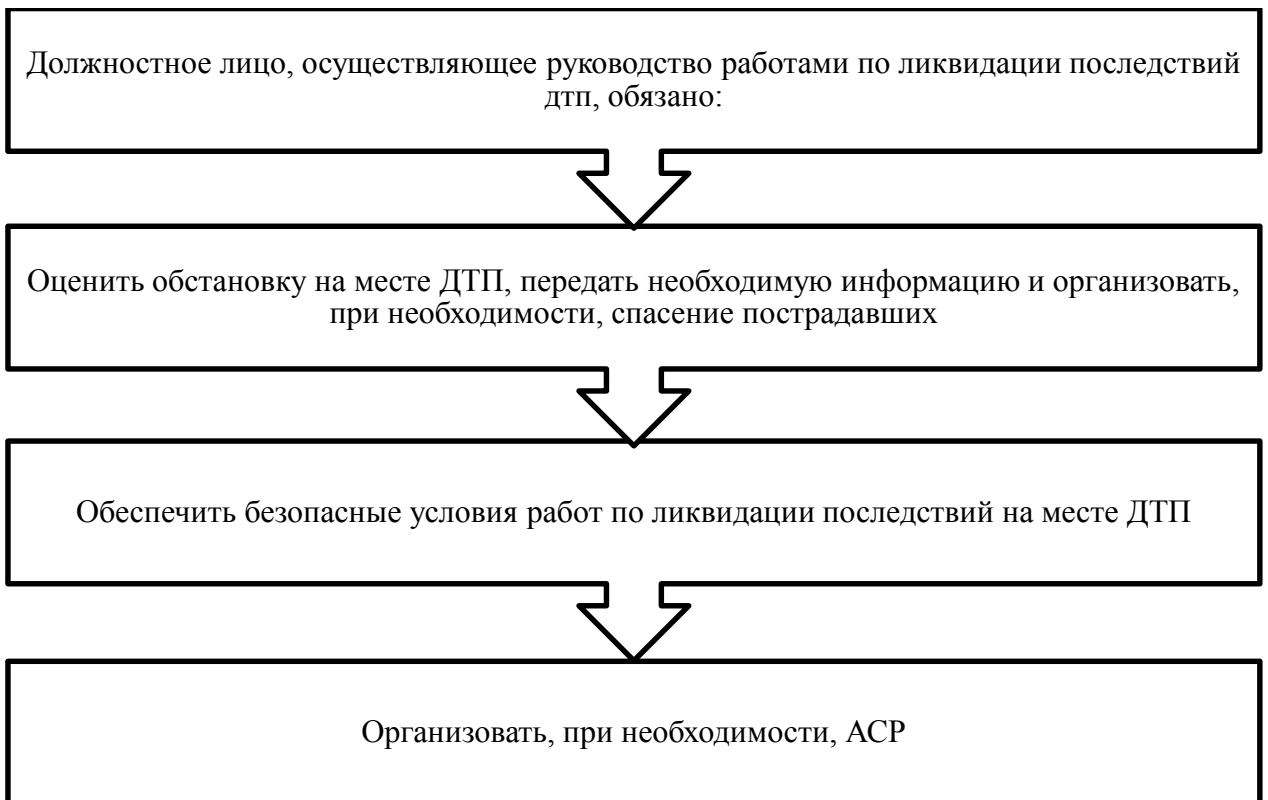 Должностное лицо, осуществляющее руководство работами по ликвидации последствий
дтп, обязано:
Оценить обстановку на месте ДТП, передать необходимую информацию и организовать,
при необходимости, спасение пострадавших
Обеспечить безопасные условия работ по ликвидации последствий на месте ДТП
Организовать, при необходимости, АСР